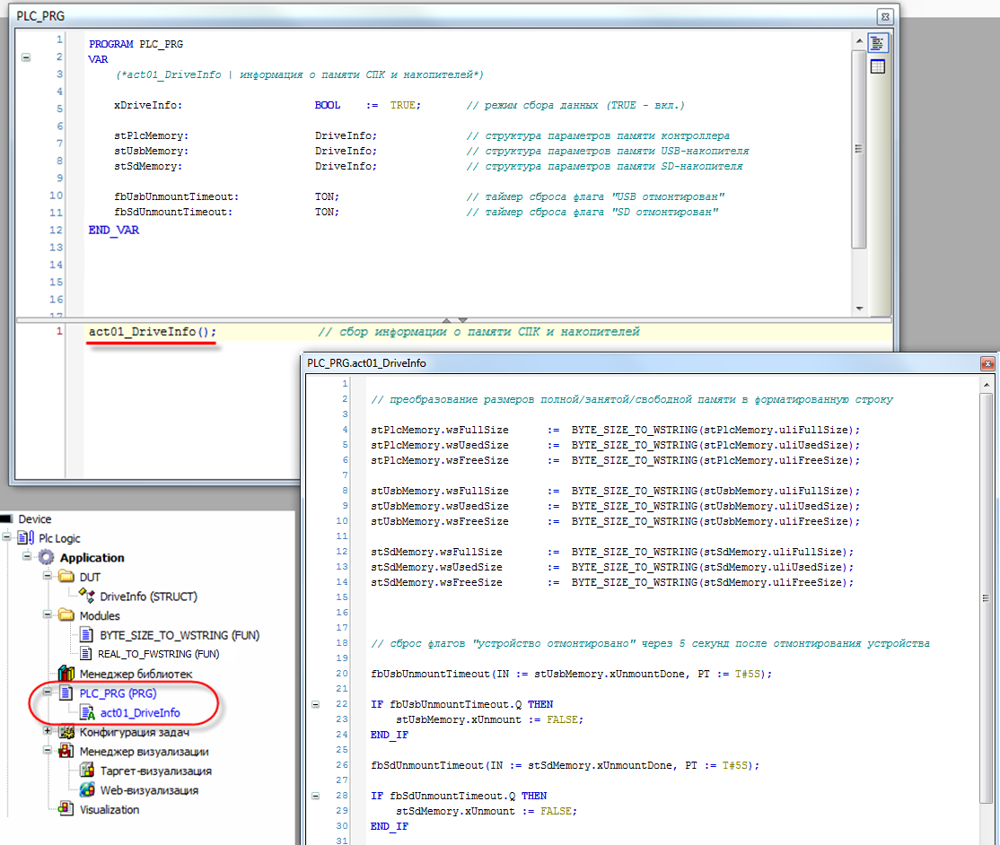 PLC_PRG
1 PROGRAM PLC_PRG
2 VAR
3 (*act01_DriveInfo | информация о памяти СПК и накопителей*)
4
5 xDriveInfo: BOOL := TRUE; // режим сбора данных (TRUE - вкл.)
6
7 stPlcMemory: DriveInfo; // структура параметров памяти контроллера
8 stUsbMemory: DriveInfo; // структура параметров памяти USB-накопителя
9 stSdMemory: DriveInfo; // структура параметров памяти SD-накопителя
10 fbUsbUnmountTimeout: TON; // таймер сброса флага "USB отмонтирован"
11 fbSdUnmountTimeout: TON; // таймер сброса флага "SD отмонтирован"
12 END_VAR
13
14
15
16
17
1 act01_DriveInfo(); // сбор информации о памяти СПК и накопителей
PLC_PRG.act01_DriveInfo
1
2 // преобразование размеров полной/занятой/свободной памяти в форматированную строку
3
4 stPlcMemory.wsFullSize := BYTE_SIZE_TO_WSTRING(stPlcMemory.uliFullSize);
5 stPlcMemory.wsUsedSize := BYTE_SIZE_TO_WSTRING(stPlcMemory.uliUsedSize);
6 stPlcMemory.wsFreeSize := BYTE_SIZE_TO_WSTRING(stPlcMemory.uliFreeSize);
7
8 stUsbMemory.wsFullSize := BYTE_SIZE_TO_WSTRING(stUsbMemory.uliFullSize);
9 stUsbMemory.wsUsedSize := BYTE_SIZE_TO_WSTRING(stUsbMemory.uliUsedSize);
10 stUsbMemory.wsFreeSize := BYTE_SIZE_TO_WSTRING(stUsbMemory.uliFreeSize);
11
12 stSdMemory.wsFullSize := BYTE_SIZE_TO_WSTRING(stSdMemory.uliFullSize);
13 stSdMemory.wsUsedSize := BYTE_SIZE_TO_WSTRING(stSdMemory.uliUsedSize);
14 stSdMemory.wsFreeSize := BYTE_SIZE_TO_WSTRING(stSdMemory.uliFreeSize);
15
16
17
18 // сброс флагов "устройство отмонтировано" через 5 секунд после отмонтирования устройства
19
20 fbUsbUnmountTimeout(IN := stUsbMemory.xUnmountDone, PT := T#5S);
21
22 IF fbUsbUnmountTimeout.Q THEN
23 stUsbMemory.xUnmount := FALSE;
24 END_IF
25
26 fbSdUnmountTimeout(IN := stSdMemory.xUnmountDone, PT := T#5S);
27
28 IF fbSdUnmountTimeout.Q THEN
29 stSdMemory.xUnmount := FALSE;
30 END_IF
31
Device
Plc Logic
Application
DUT
DriveInfo (STRUCT)
Modules
BYTE_SIZE_TO_WSTRING (FUN)
REAL_TO_FWSTRING (FUN)
Менеджер библиотек
PLC_PRG (PRG)
act01_DriveInfo
Конфигурация задач
Менеджер визуализации
Таргет-визуализация
Web-визуализация
Visualization